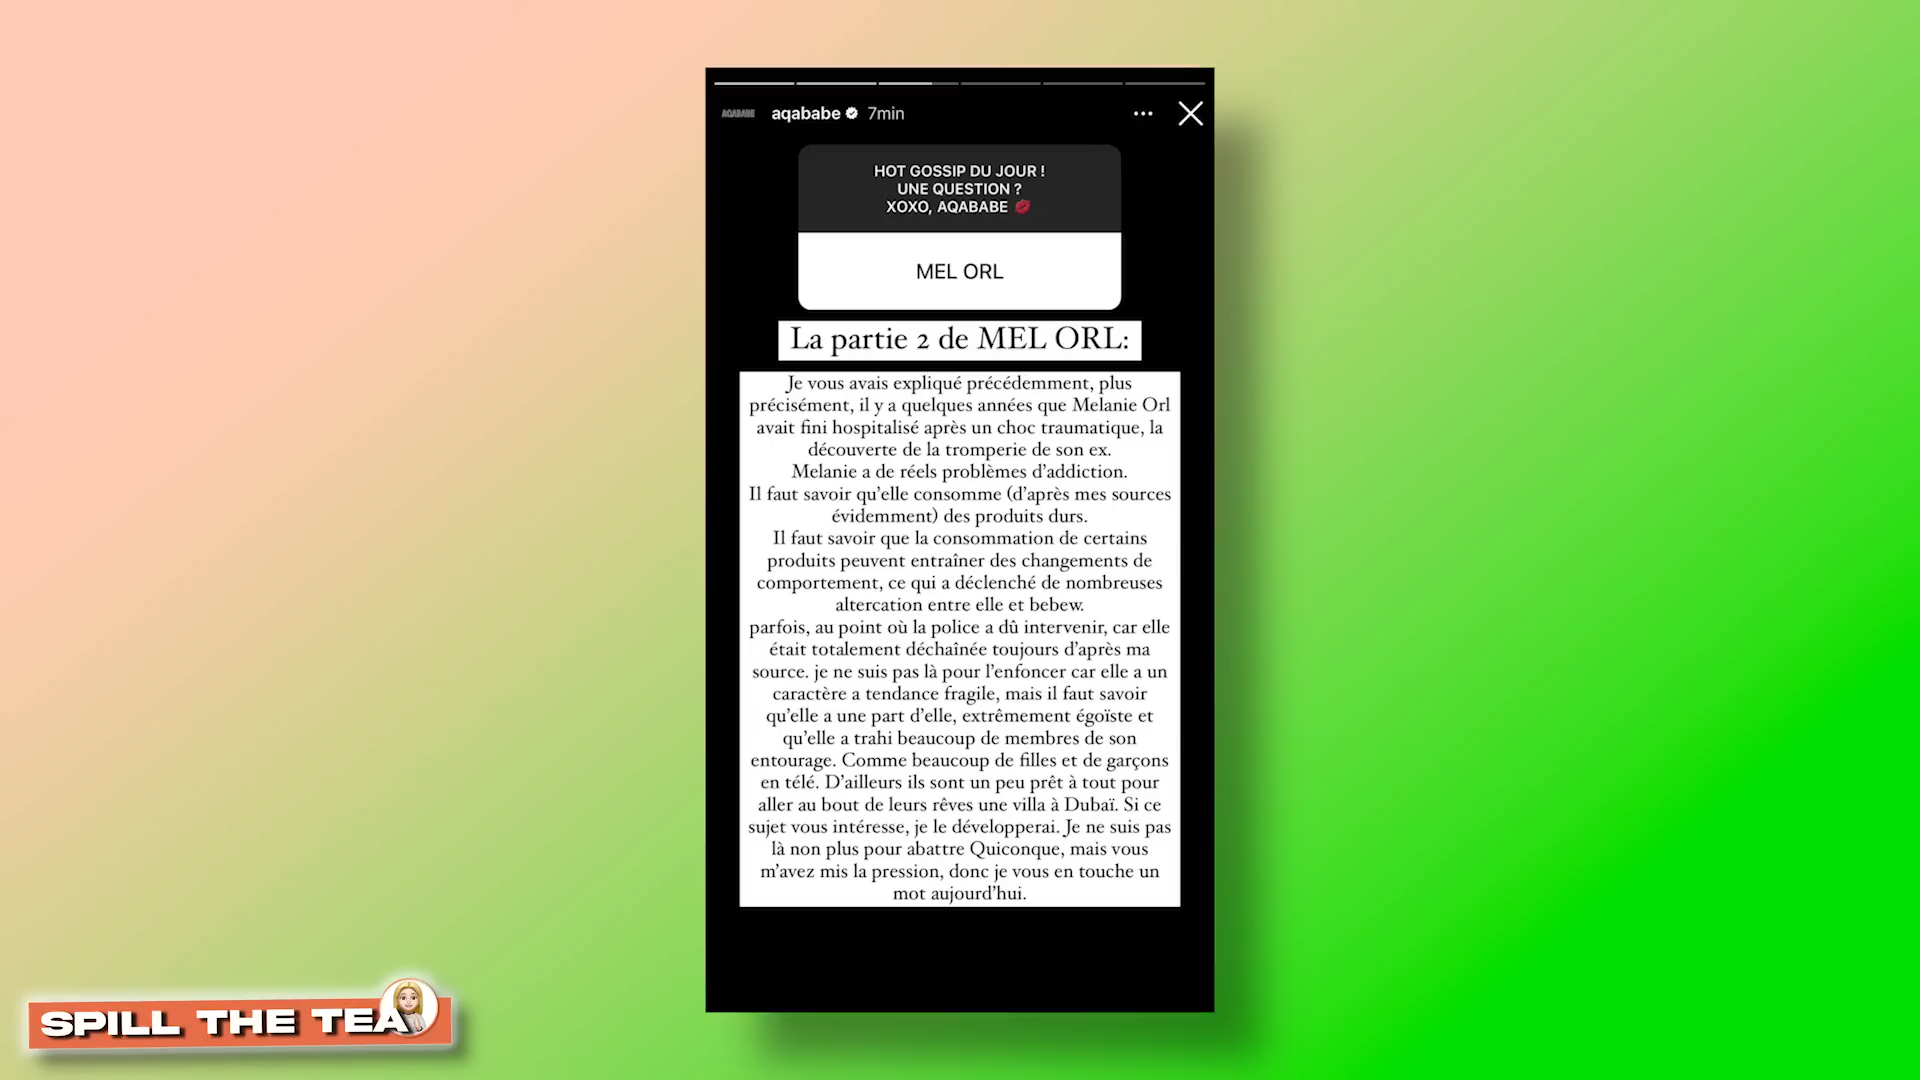 AQABABE aqababe 7min
HOT GOSSIP DU JOUR !
UNE QUESTION ?
XOXO, AQABABE 💋
MEL ORL
La partie 2 de MEL ORL:
Je vous avais expliqué précédemment, plus
précisément, il y a quelques années que Melanie Orl
avait fini hospitalisé après un choc traumatique, la
découverte de la tromperie de son ex.
Melanie a de réels problèmes d'addiction.
Il faut savoir qu'elle consomme (d'après mes sources
évidemment) des produits durs.
Il faut savoir que la consommation de certains
produits peuvent entraîner des changements de
comportement, ce qui a déclenché de nombreuses
altercation entre elle et bebew.
parfois, au point où la police a dû intervenir, car elle
était totalement déchaînée toujours d'après ma
source. je ne suis pas là pour l'enfoncer car elle a un
caractère a tendance fragile, mais il faut savoir
qu'elle a une part d'elle, extrêmement égoïste et
qu'elle a trahi beaucoup de membres de son
entourage. Comme beaucoup de filles et de garçons
en télé. D'ailleurs ils sont un peu prêt à tout pour
aller au bout de leurs rêves une villa à Dubaï. Si ce
sujet vous intéresse, je le développerai. Je ne suis pas
là non plus pour abattre Quiconque, mais vous
m'avez mis la pression, donc je vous en touche un
mot aujourd'hui.
SPILL THE TEA